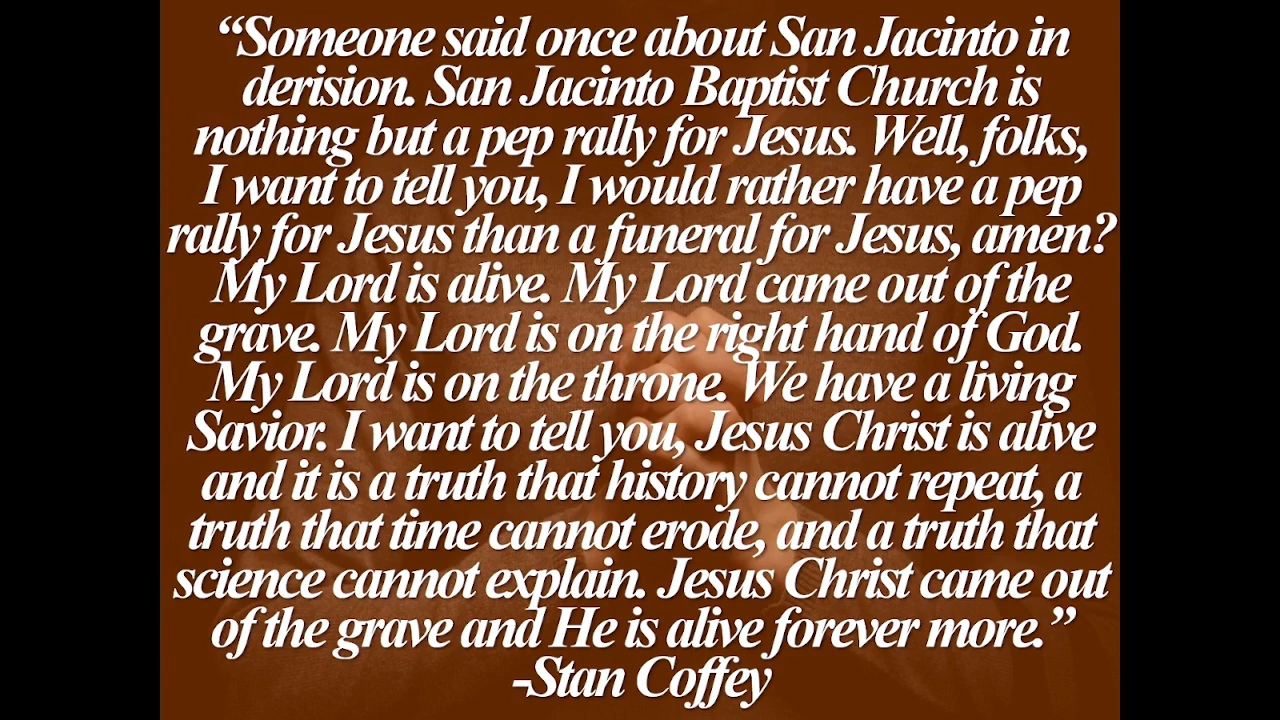 “Someone said once about San Jacinto in
derision. San Jacinto Baptist Church is
nothing but a pep rally for Jesus. Well, folks,
I want to tell you, I would rather have a pep
rally for Jesus than a funeral for Jesus, amen?
My Lord is alive. My Lord came out of the
grave. My Lord is on the right hand of God.
My Lord is on the throne. We have a living
Savior. I want to tell you, Jesus Christ is alive
and it is a truth that history cannot repeat, a
truth that time cannot erode, and a truth that
science cannot explain. Jesus Christ came out
of the grave and He is alive forever more.”
-Stan Coffey